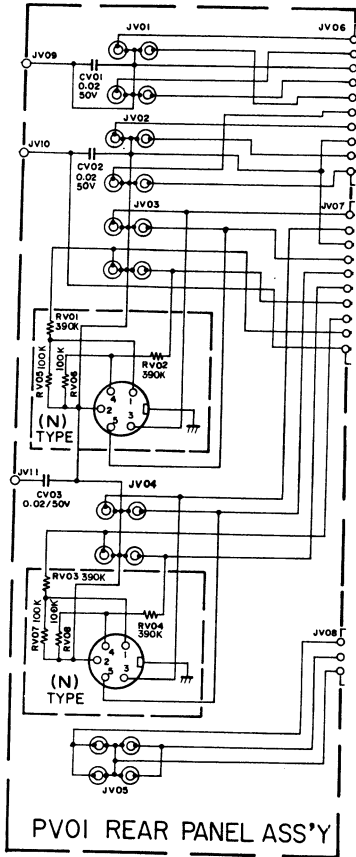 JV01
JV06
JV09
CV01
0.02
50V
JV02
JV10
CV02
0.02
50V
JV03
JV07
RV01
390K
RV05 100K
100K
RV06
RV02
390K
4
1
2
5
3
(N)
TYPE
JV11
CV03
0.02/50V
JV04
RV03 390K
RV07 100K
100K
RV08
RV04
390K
4
1
2
5
3
(N)
TYPE
JV08
JV05
PV01 REAR PANEL ASS'Y